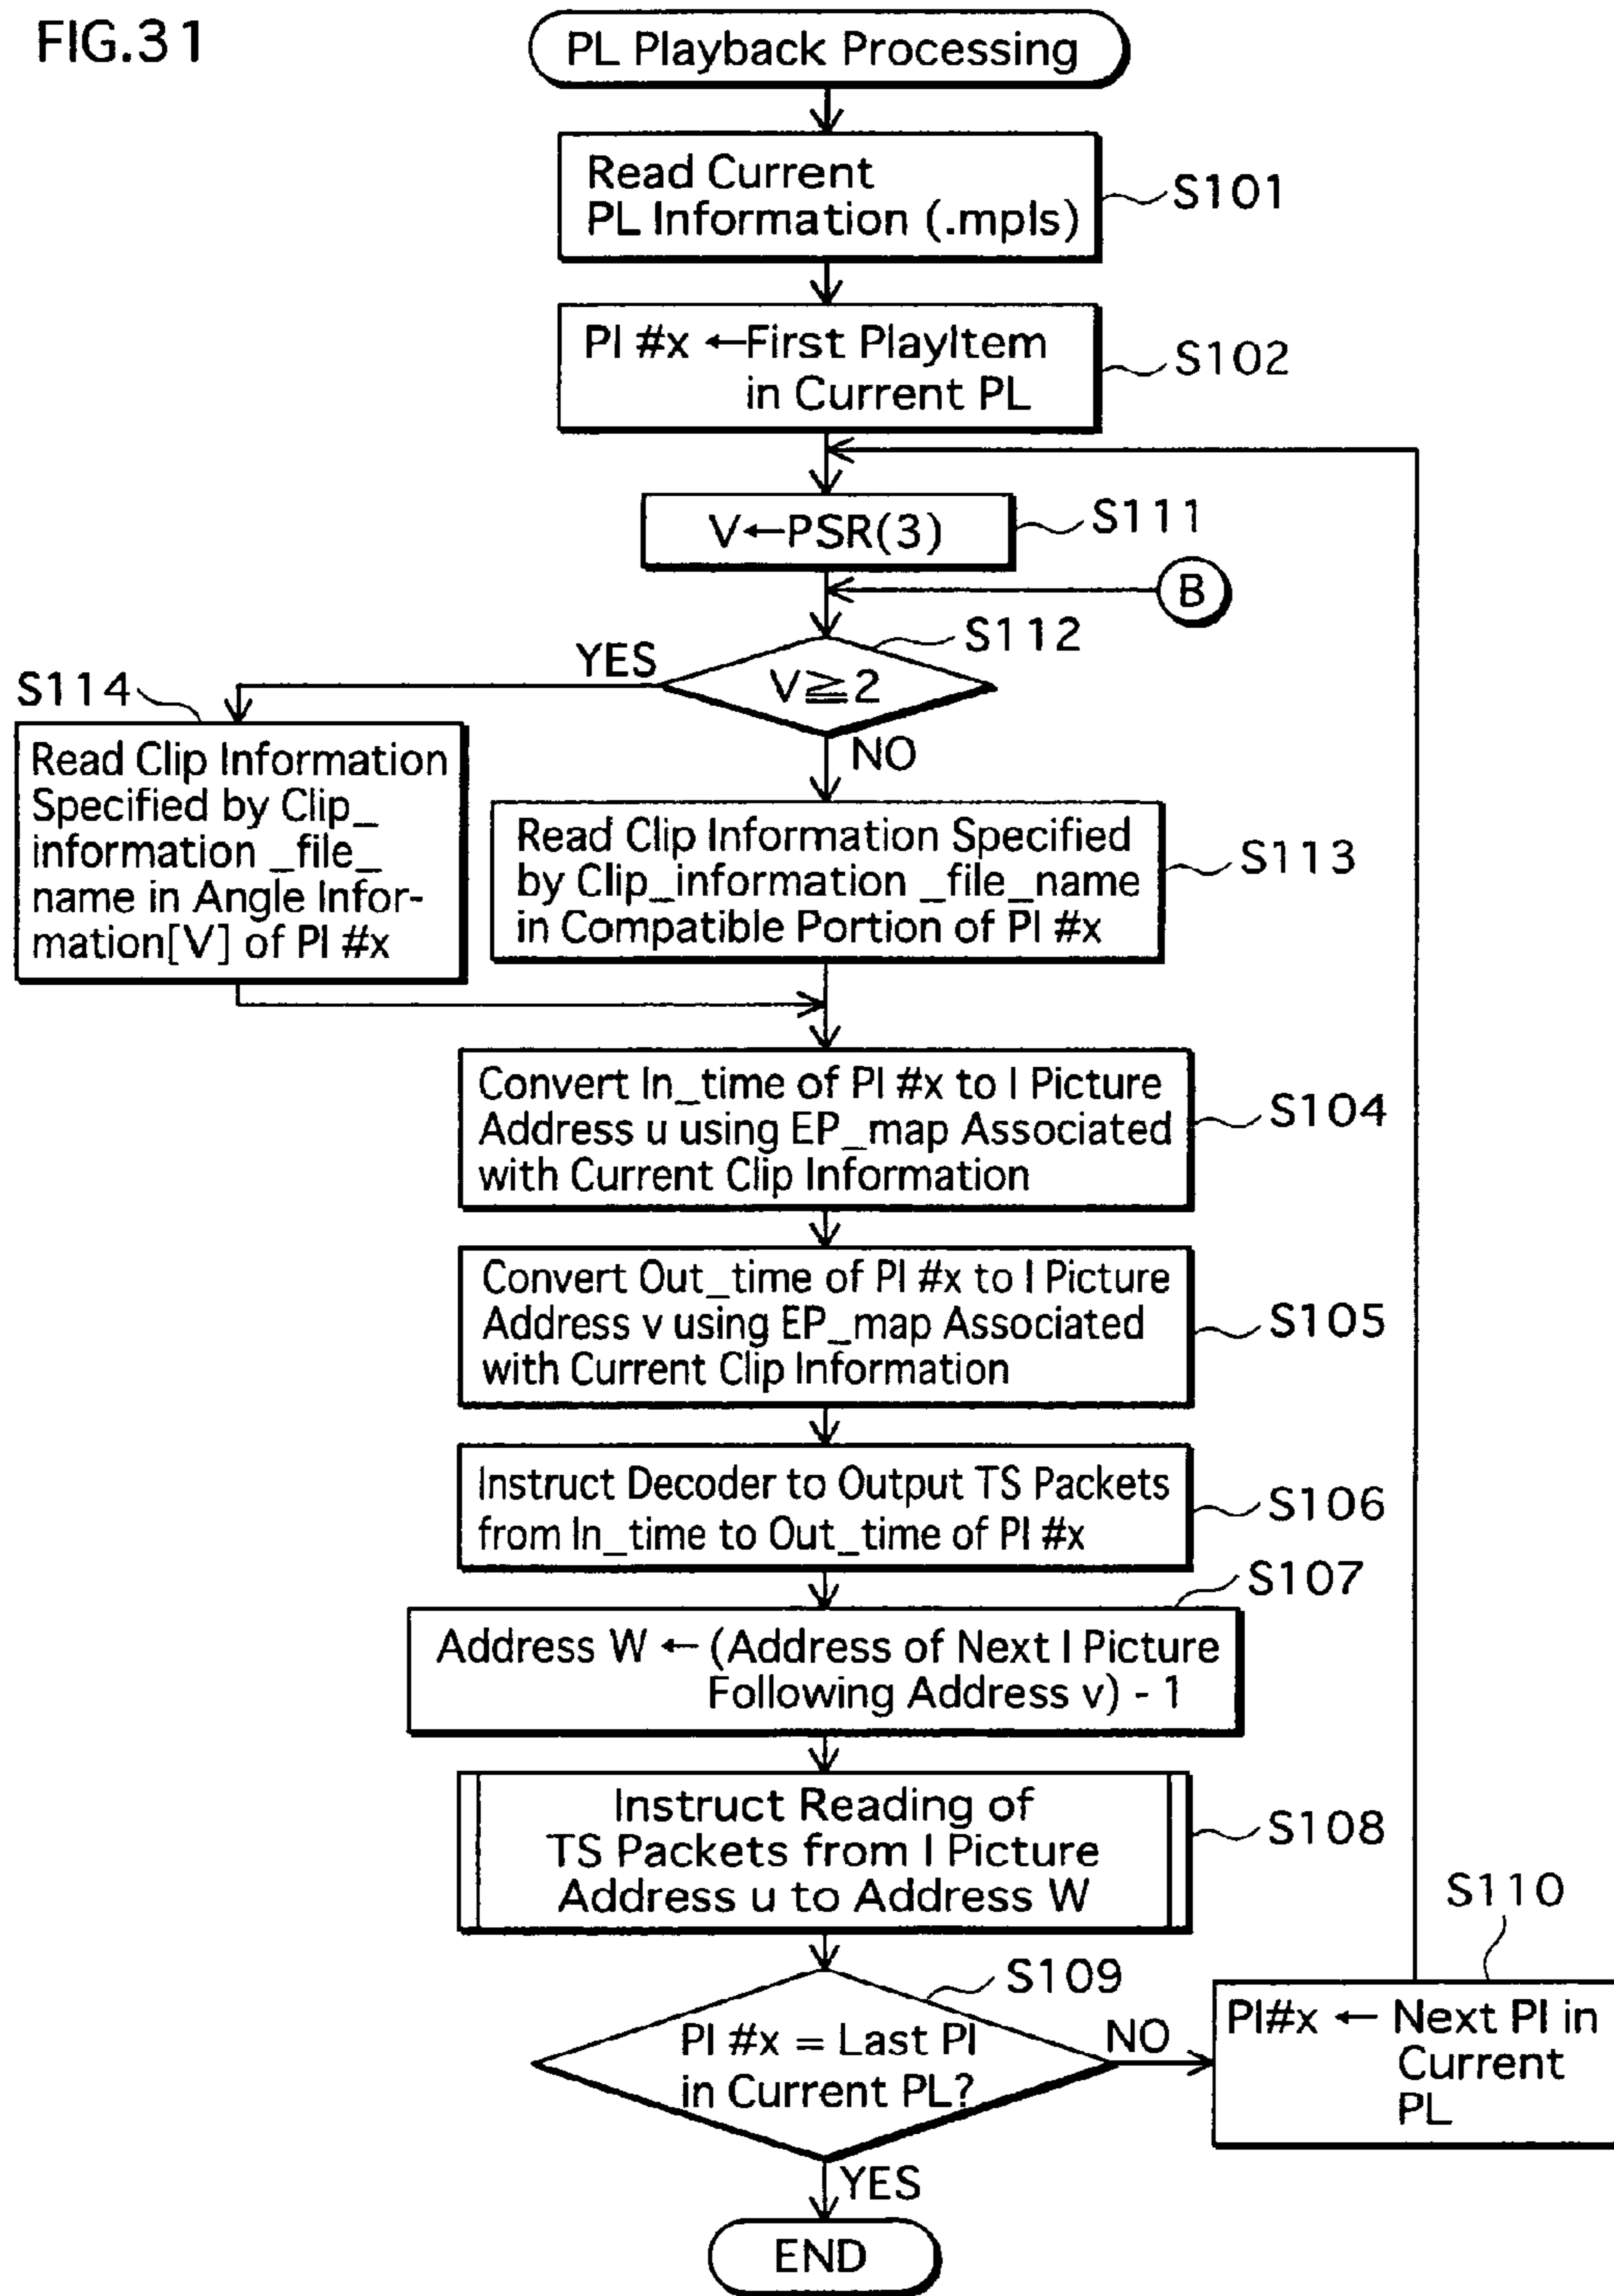 FIG.31
PL Playback Processing
Read Current
PL Information (.mpls)
S101
PI #x ←First PlayItem
in Current PL
S102
V←PSR(3)
S111
B
S112
YES
V≧2
NO
S114
Read Clip Information
Specified by Clip_
information _file_
name in Angle Infor-
mation[V] of PI #x
Read Clip Information Specified
by Clip_information _file_name
in Compatible Portion of PI #x
S113
Convert In_time of PI #x to I Picture
Address u using EP_map Associated
with Current Clip Information
S104
Convert Out_time of PI #x to I Picture
Address v using EP_map Associated
with Current Clip Information
S105
Instruct Decoder to Output TS Packets
from In_time to Out_time of PI #x
S106
S107
Address W ← (Address of Next I Picture
Following Address v) - 1
Instruct Reading of
TS Packets from I Picture
Address u to Address W
S108
S109
PI #x = Last PI
in Current PL?
NO
S110
PI#x ← Next PI in
Current
PL
YES
END